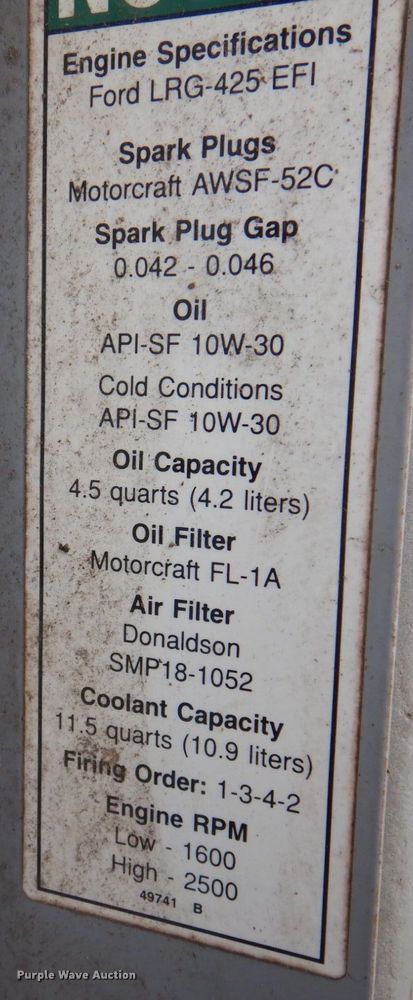 Engine Specifications
Ford LRG-425 EFI
Spark Plugs
Motorcraft AWSF-52C
Spark Plug Gap
0.042 - 0.046
Oil
API-SF 10W-30
Cold Conditions
API-SF 10W-30
Oil Capacity
4.5 quarts (4.2 liters)
Oil Filter
Motorcraft FL-1A
Air Filter
Donaldson
SMP18-1052
Coolant Capacity
11.5 quarts (10.9 liters)
Firing Order: 1-3-4-2
Engine RPM
Low - 1600
High - 2500
49741 B
Purple Wave Auction